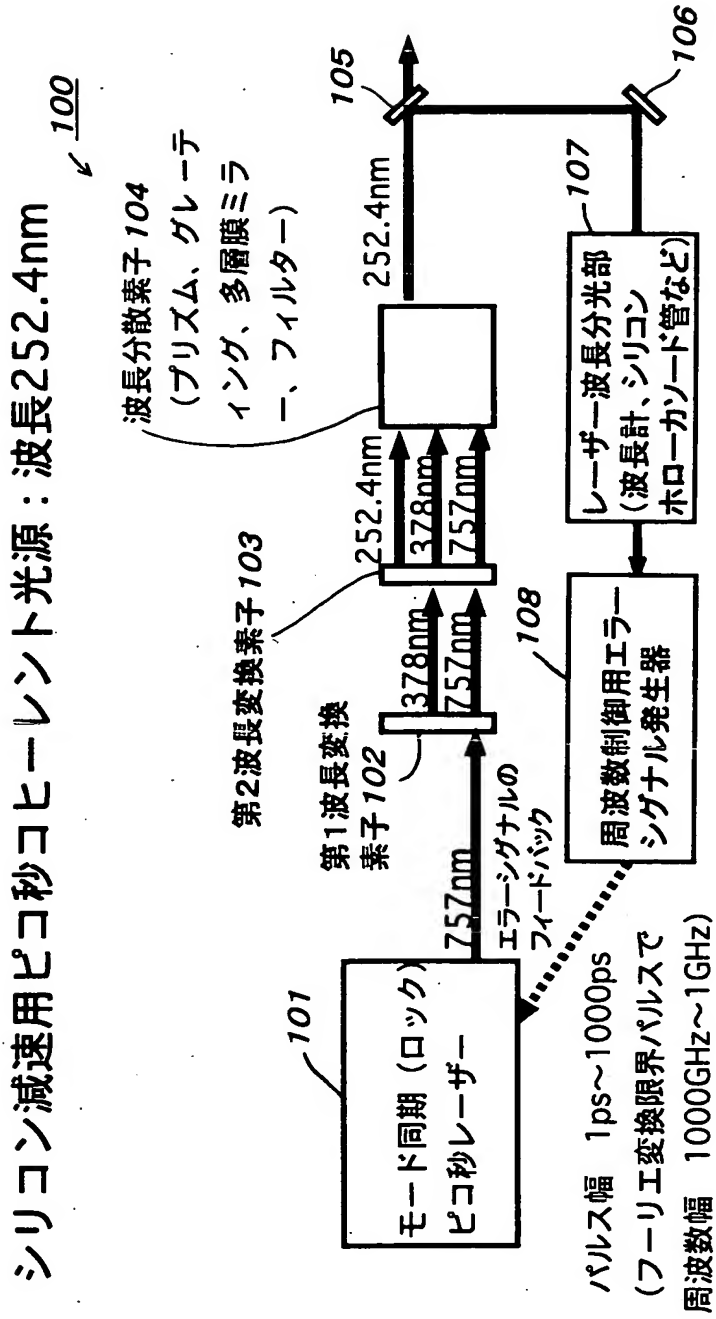 シリコン減速用ピコ秒コヒーレント光源：波長252.4nm
100
101
モード同期（ロック）
ピコ秒レーザー
757nm
エラーシグナルの
フィードバック
第1波長変換
素子102
378nm
757nm
第2波長変換素子103
252.4nm
378nm
757nm
波長分散素子104
（プリズム、グレーテ
ィング、多層膜ミラ
ー、フィルター）
252.4nm
105
106
107
レーザー波長分光部
（波長計、シリコン
ホローカソード管など）
108
周波数制御用エラー
シグナル発生器
パルス幅　1ps～1000ps
（フーリエ変換限界パルスで
周波数幅　1000GHz～1GHz）